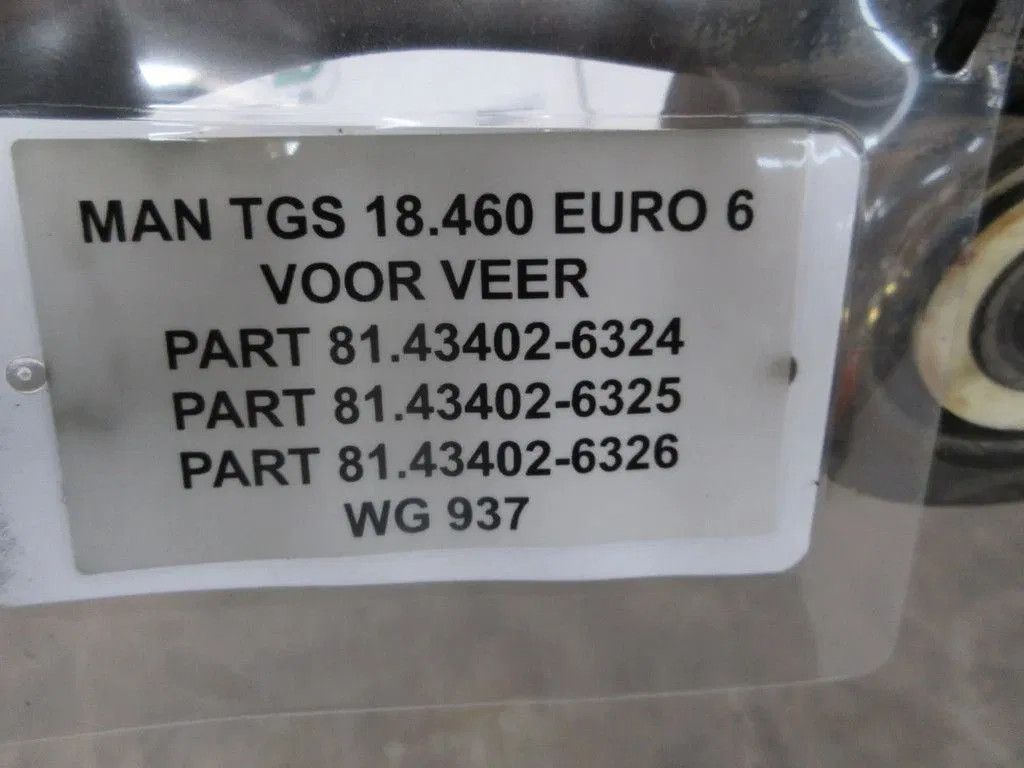 MAN TGS 18.460 EURO 6
VOOR VEER
PART 81.43402-6324
PART 81.43402-6325
PART 81.43402-6326
WG 937